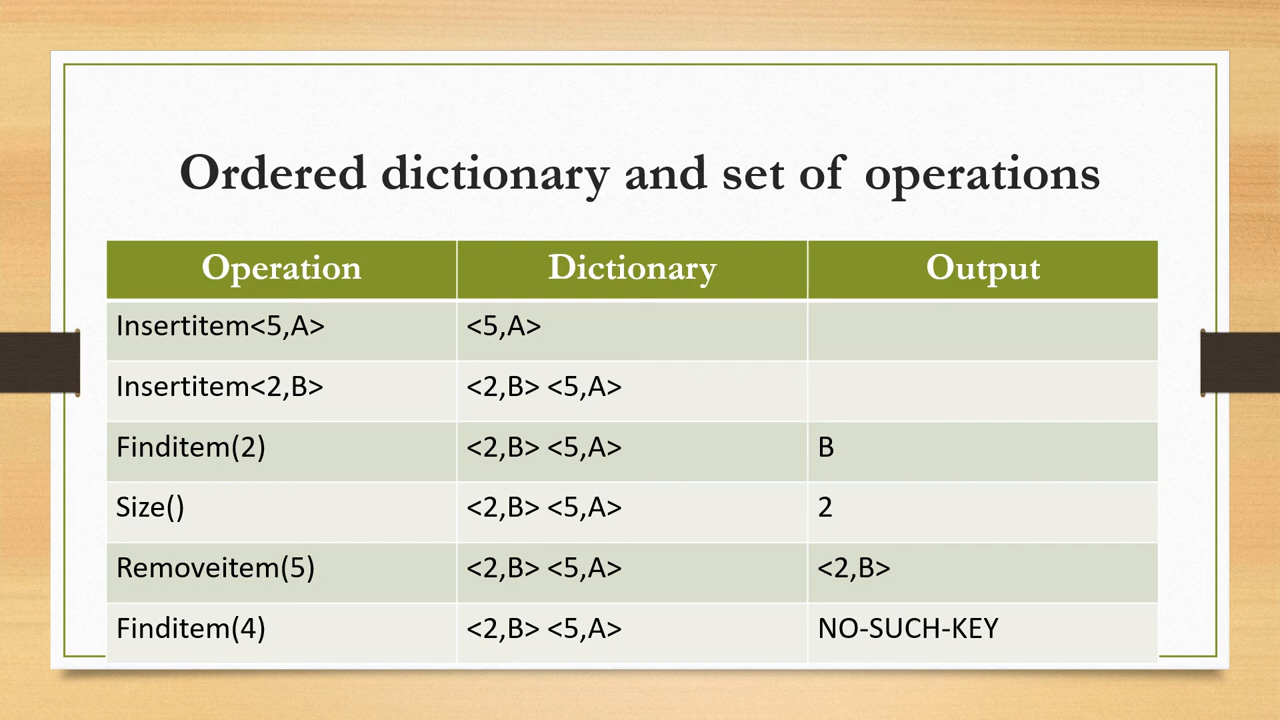 Ordered dictionary and set of operations
Operation Dictionary Output
Insertitem<5,A> <5,A>
Insertitem<2,B> <2,B> <5,A>
Finditem(2) <2,B> <5,A> B
Size() <2,B> <5,A> 2
Removeitem(5) <2,B> <5,A> <2,B>
Finditem(4) <2,B> <5,A> NO-SUCH-KEY